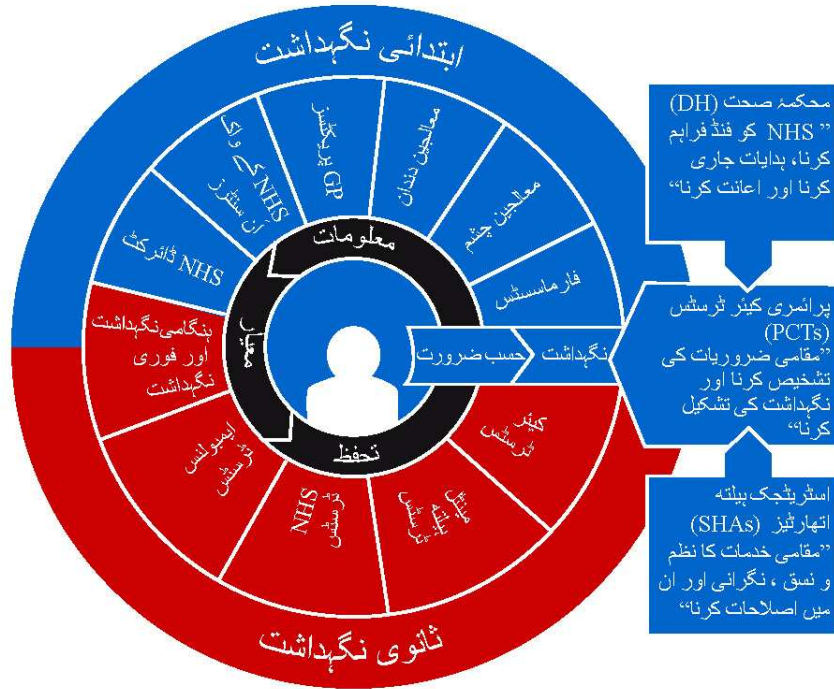 ابتدائی نگہداشت
NHS ڈائرکٹ
NHS کے واک
اِن سنٹرز
GP پریکٹسز
معالجین دندان
معالجین چشم
فارماسسٹس
معلومات
معیار
تحفظ
حسب ضرورت
نگہداشت
ہنگامی نگہداشت
اور فوری
نگہداشت
ایمبولنس
ٹرسٹس
NHS
ٹرسٹس
مینٹل
ہیلتھ
ٹرسٹس
کیئر
ٹرسٹس
ثانوی نگہداشت
محکمۂ صحت (DH)
”NHS کو فنڈ فراہم
کرنا، ہدایات جاری
کرنا اور اعانت کرنا“
پرائمری کیئر ٹرسٹس
(PCTs)
”مقامی ضروریات کی
تشخیص کرنا اور
نگہداشت کی تشکیل
کرنا“
اسٹریٹجک ہیلتھ
اتھارٹیز (SHAs)
”مقامی خدمات کا نظم
و نسق ، نگرانی اور ان
میں اصلاحات کرنا“